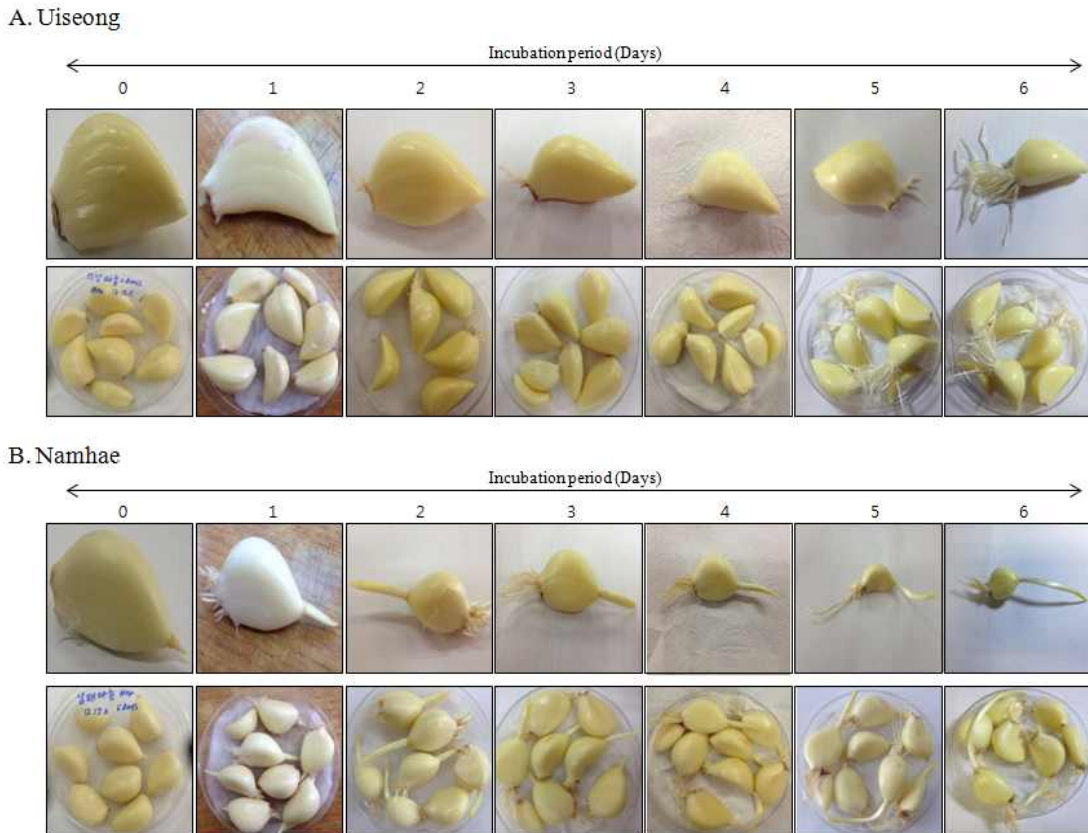 A. Uiseong
Incubation period (Days)
0 1 2 3 4 5 6
B. Namhae
Incubation period (Days)
0 1 2 3 4 5 6